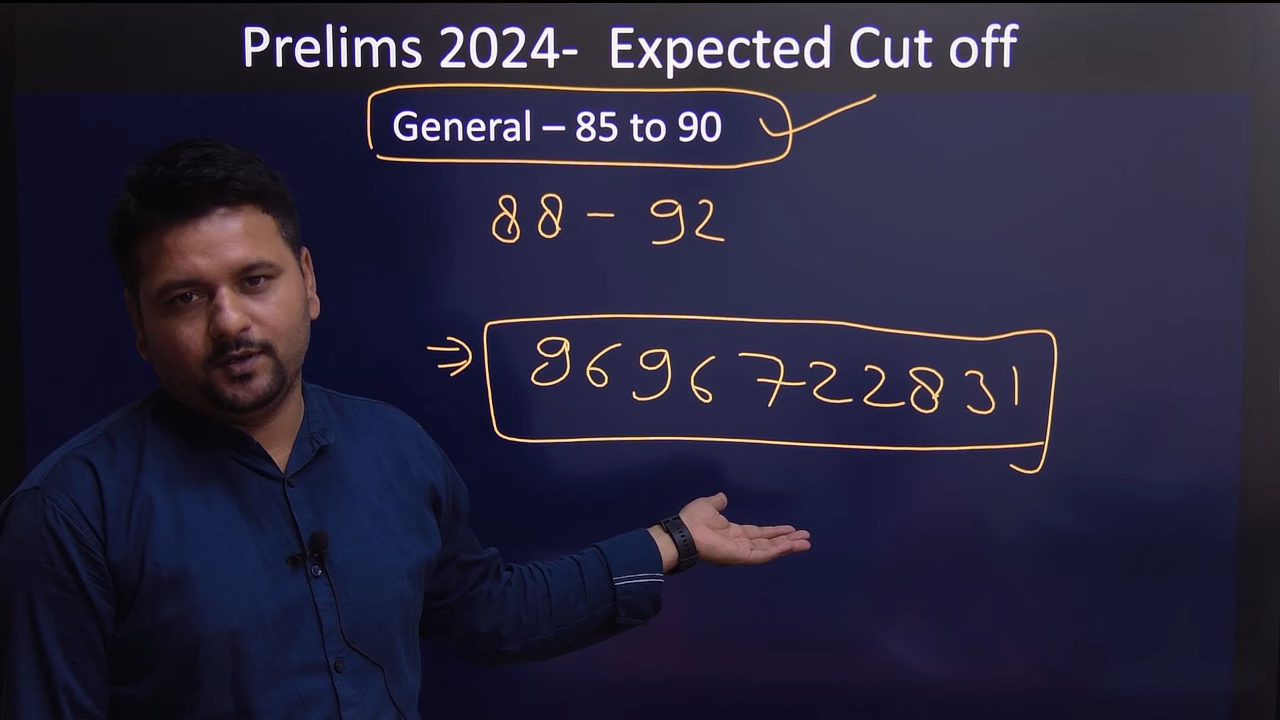 Prelims 2024- Expected Cut off
General – 85 to 90
88 - 92
9696722831